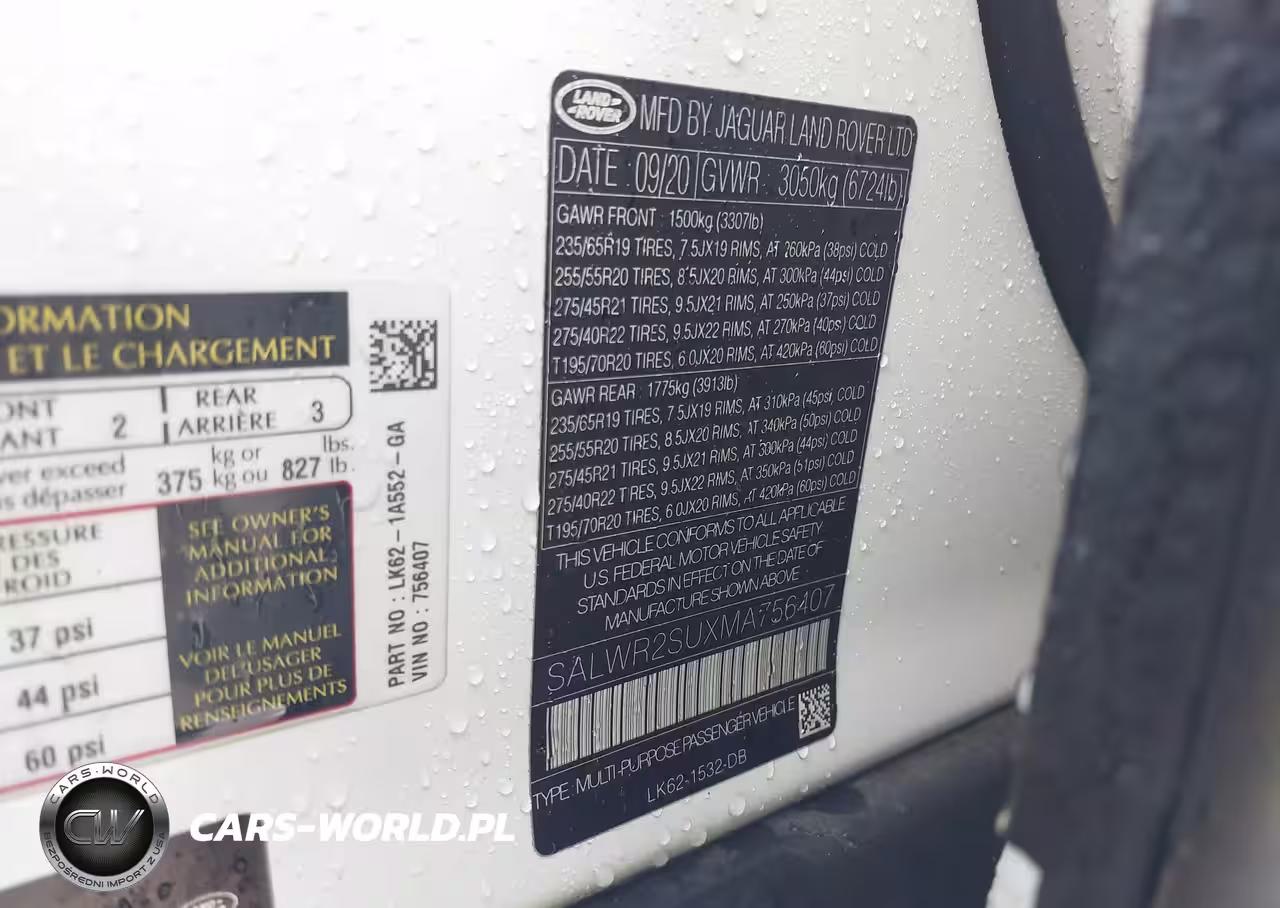 ORMATION
ET LE CHARGEMENT
ONT
ANT
2
REAR
ARRIÈRE
3
ver exceed
s dépasser
375
kg or
kg ou
827
lbs.
lb.
RESSURE
DES
ROID
37 psi
44 psi
60 psi
SEE OWNER'S
MANUAL FOR
ADDITIONAL
INFORMATION
VOIR LE MANUEL
DE L'USAGER
POUR PLUS DE
RENSEIGNEMENTS
PART NO : LK62-1A552-GA
VIN NO : 756407
LAND ROVER
MFD BY JAGUAR LAND ROVER LTD
DATE : 09/20 GVWR : 3050kg (6724lb)
GAWR FRONT : 1500kg (3307lb)
235/65R19 TIRES, 7.5JX19 RIMS, AT 260kPa (38psi) COLD
255/55R20 TIRES, 8.5JX20 RIMS, AT 300kPa (44psi) COLD
275/45R21 TIRES, 9.5JX21 RIMS, AT 250kPa (37psi) COLD
275/40R22 TIRES, 9.5JX22 RIMS, AT 270kPa (40psi) COLD
T195/70R20 TIRES, 6.0JX20 RIMS, AT 420kPa (60psi) COLD
GAWR REAR : 1775kg (3913lb)
235/65R19 TIRES, 7.5JX19 RIMS, AT 310kPa (45psi) COLD
255/55R20 TIRES, 8.5JX20 RIMS, AT 340kPa (50psi) COLD
275/45R21 TIRES, 9.5JX21 RIMS, AT 300kPa (44psi) COLD
275/40R22 TIRES, 9.5JX22 RIMS, AT 350kPa (51psi) COLD
T195/70R20 TIRES, 6.0JX20 RIMS, AT 420kPa (60psi) COLD
THIS VEHICLE CONFORMS TO ALL APPLICABLE
U.S. FEDERAL MOTOR VEHICLE SAFETY
STANDARDS IN EFFECT ON THE DATE OF
MANUFACTURE SHOWN ABOVE
SALWR2SUXMA756407
TYPE : MULTI-PURPOSE PASSENGER VEHICLE
LK62-1532-DB
CARS-WORLD
CW
BEZPOŚREDNI IMPORT Z USA
CARS-WORLD.PL